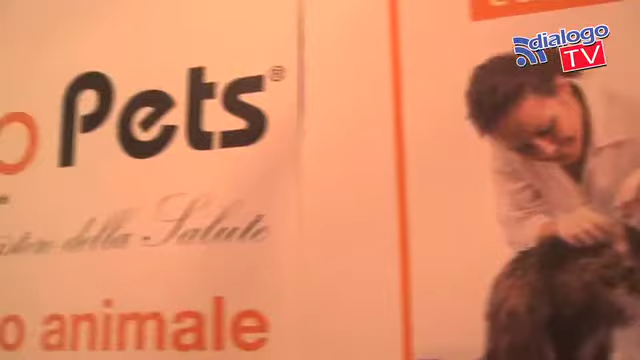 dialogo
TV
o Pets®
della Salute
o animale